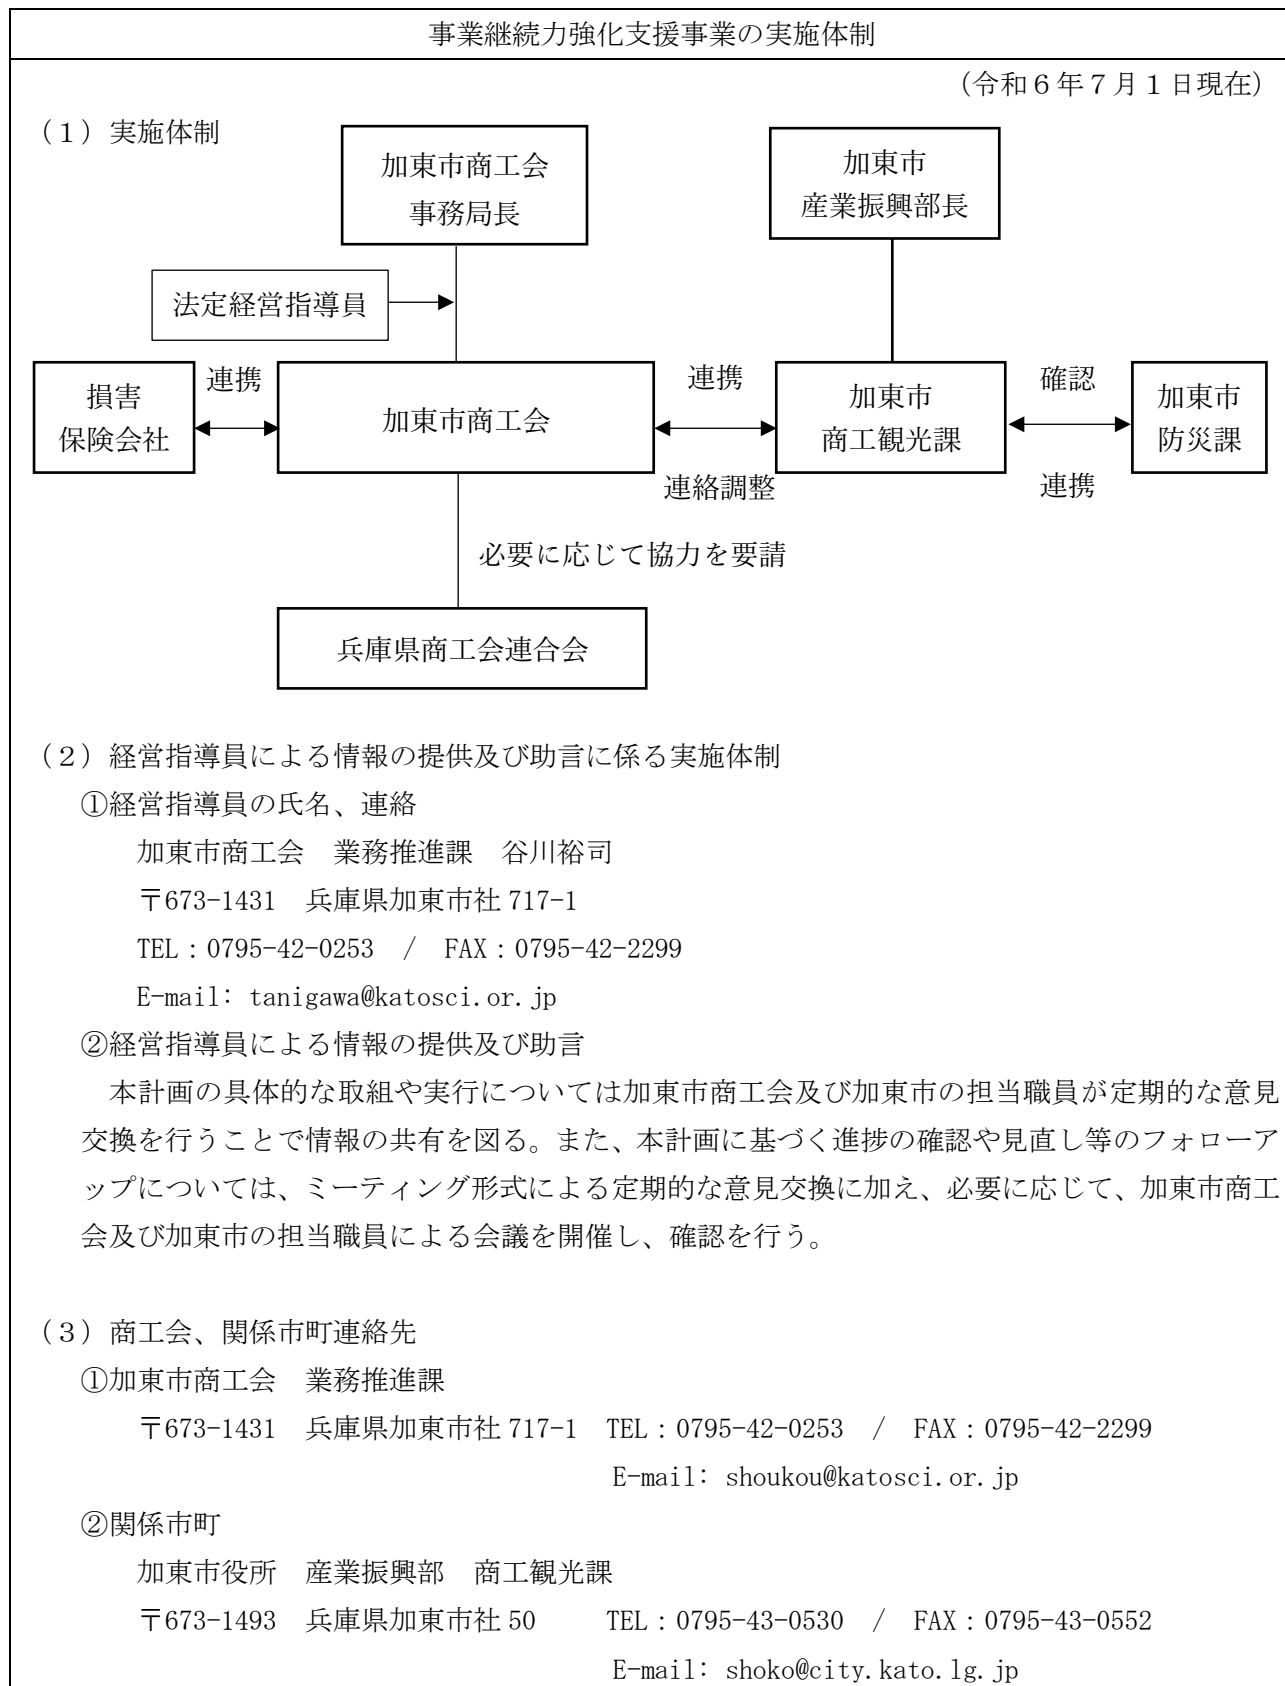 事業継続力強化支援事業の実施体制
(令和6年7月1日現在)
(1)実施体制
加東市商工会
事務局長
加東市
産業振興部長
法定経営指導員
損害
保険会社
連携
加東市商工会
連携
連絡調整
加東市
商工観光課
確認
連携
加東市
防災課
必要に応じて協力を要請
兵庫県商工会連合会
(2)経営指導員による情報の提供及び助言に係る実施体制
①経営指導員の氏名、連絡
加東市商工会 業務推進課 谷川裕司
〒673-1431 兵庫県加東市社 717-1
TEL:0795-42-0253 / FAX:0795-42-2299
E-mail: tanigawa@katosci.or.jp
②経営指導員による情報の提供及び助言
本計画の具体的な取組や実行については加東市商工会及び加東市の担当職員が定期的な意見
交換を行うことで情報の共有を図る。また、本計画に基づく進捗の確認や見直し等のフォローア
ップについては、ミーティング形式による定期的な意見交換に加え、必要に応じて、加東市商工
会及び加東市の担当職員による会議を開催し、確認を行う。
(3)商工会、関係市町連絡先
①加東市商工会 業務推進課
〒673-1431 兵庫県加東市社 717-1 TEL:0795-42-0253 / FAX:0795-42-2299
E-mail: shoukou@katosci.or.jp
②関係市町
加東市役所 産業振興部 商工観光課
〒673-1493 兵庫県加東市社 50 TEL:0795-43-0530 / FAX:0795-43-0552
E-mail: shoko@city.kato.lg.jp